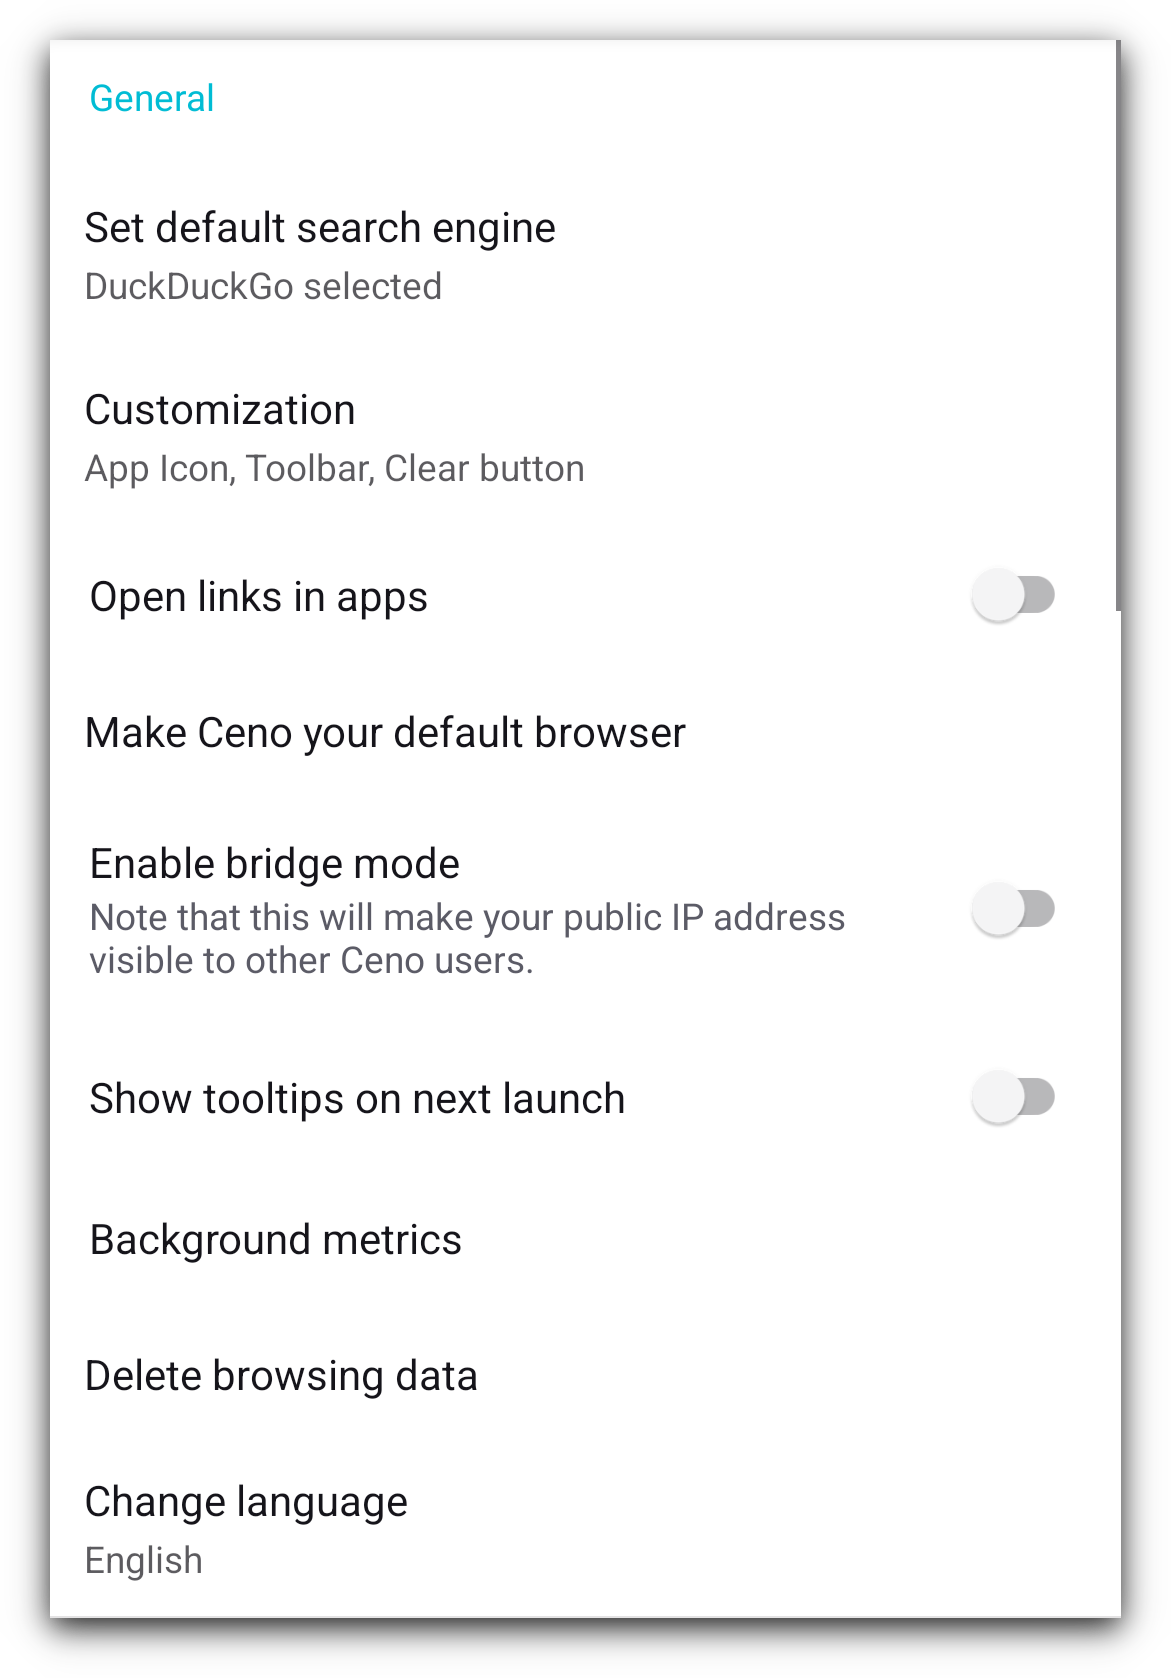 General
Set default search engine
DuckDuckGo selected
Customization
App Icon, Toolbar, Clear button
Open links in apps
Make Ceno your default browser
Enable bridge mode
Note that this will make your public IP address
visible to other Ceno users.
Show tooltips on next launch
Background metrics
Delete browsing data
Change language
English